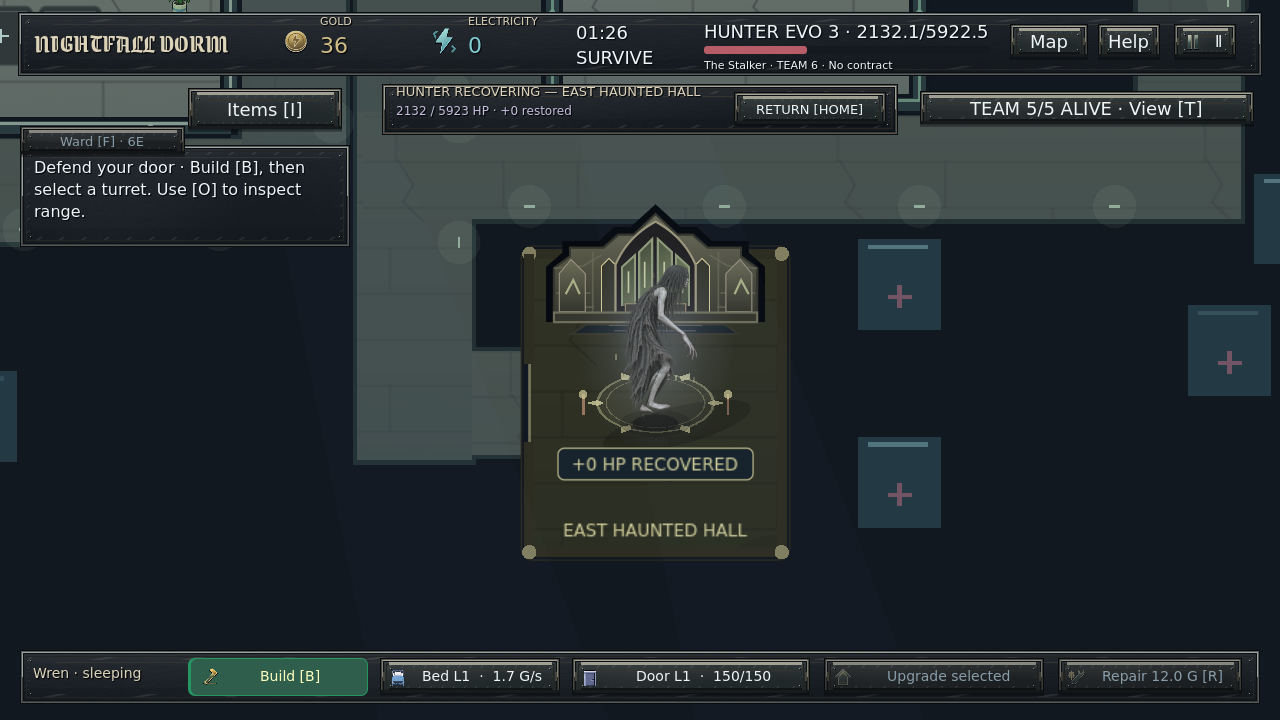 NIGHTFALL DORM
GOLD
36
ELECTRICITY
0
01:26
SURVIVE
HUNTER EVO 3 · 2132.1/5922.5
The Stalker · TEAM 6 · No contract
Map
Help
II
Items [I]
HUNTER RECOVERING — EAST HAUNTED HALL
2132 / 5923 HP · +0 restored
RETURN [HOME]
TEAM 5/5 ALIVE · View [T]
Ward [F] · 6E
Defend your door · Build [B], then
select a turret. Use [O] to inspect
range.
+0 HP RECOVERED
EAST HAUNTED HALL
Wren · sleeping
Build [B]
Bed L1 · 1.7 G/s
Door L1 · 150/150
Upgrade selected
Repair 12.0 G [R]